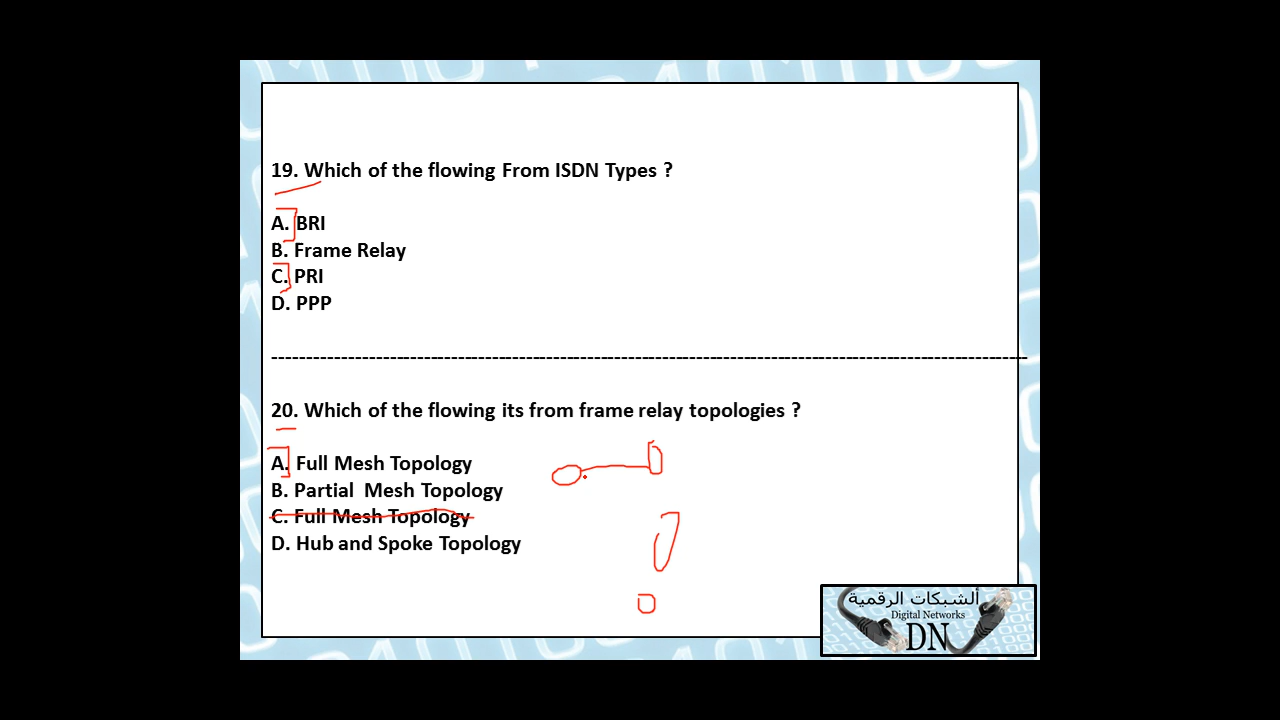 19. Which of the flowing From ISDN Types ?
A. BRI
B. Frame Relay
C. PRI
D. PPP
--------------------------------------------------------------------------------------------------------------
20. Which of the flowing its from frame relay topologies ?
A. Full Mesh Topology
B. Partial  Mesh Topology
C. Full Mesh Topology
D. Hub and Spoke Topology
ألشبكات الرقمية
Digital Networks
DN